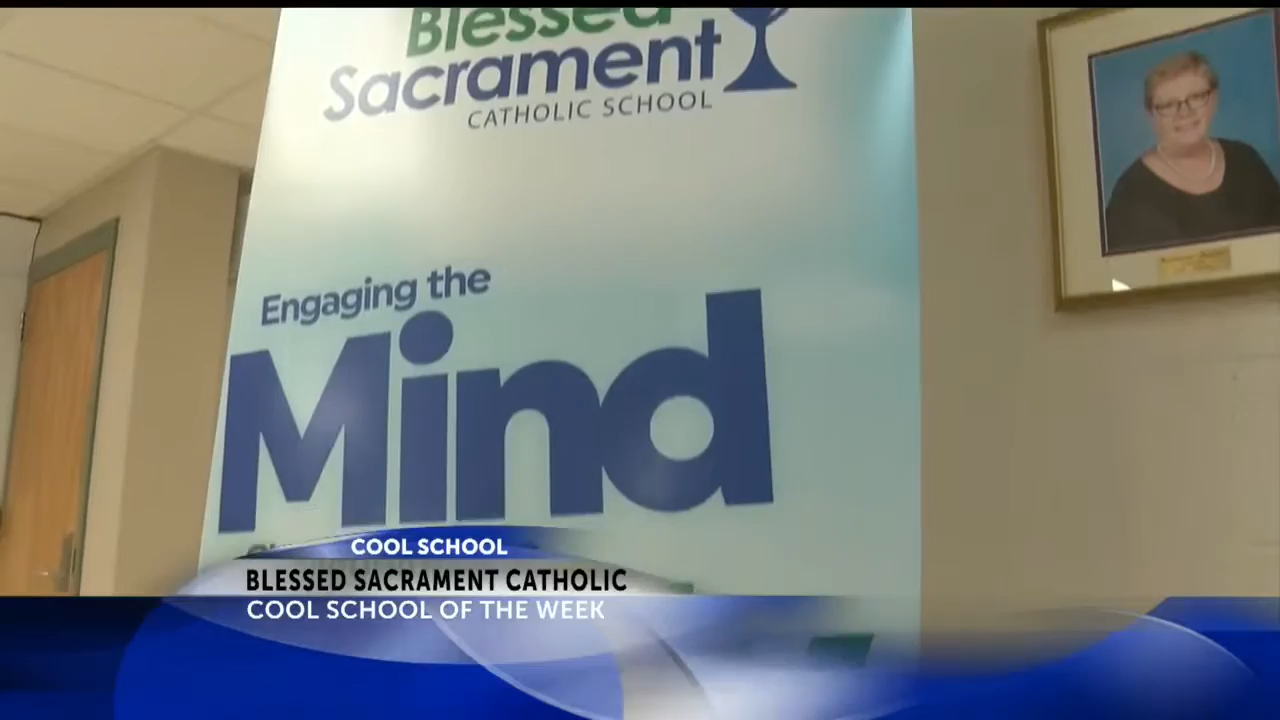 Blessed
Sacrament
CATHOLIC SCHOOL
Engaging the
Mind
COOL SCHOOL
BLESSED SACRAMENT CATHOLIC
COOL SCHOOL OF THE WEEK